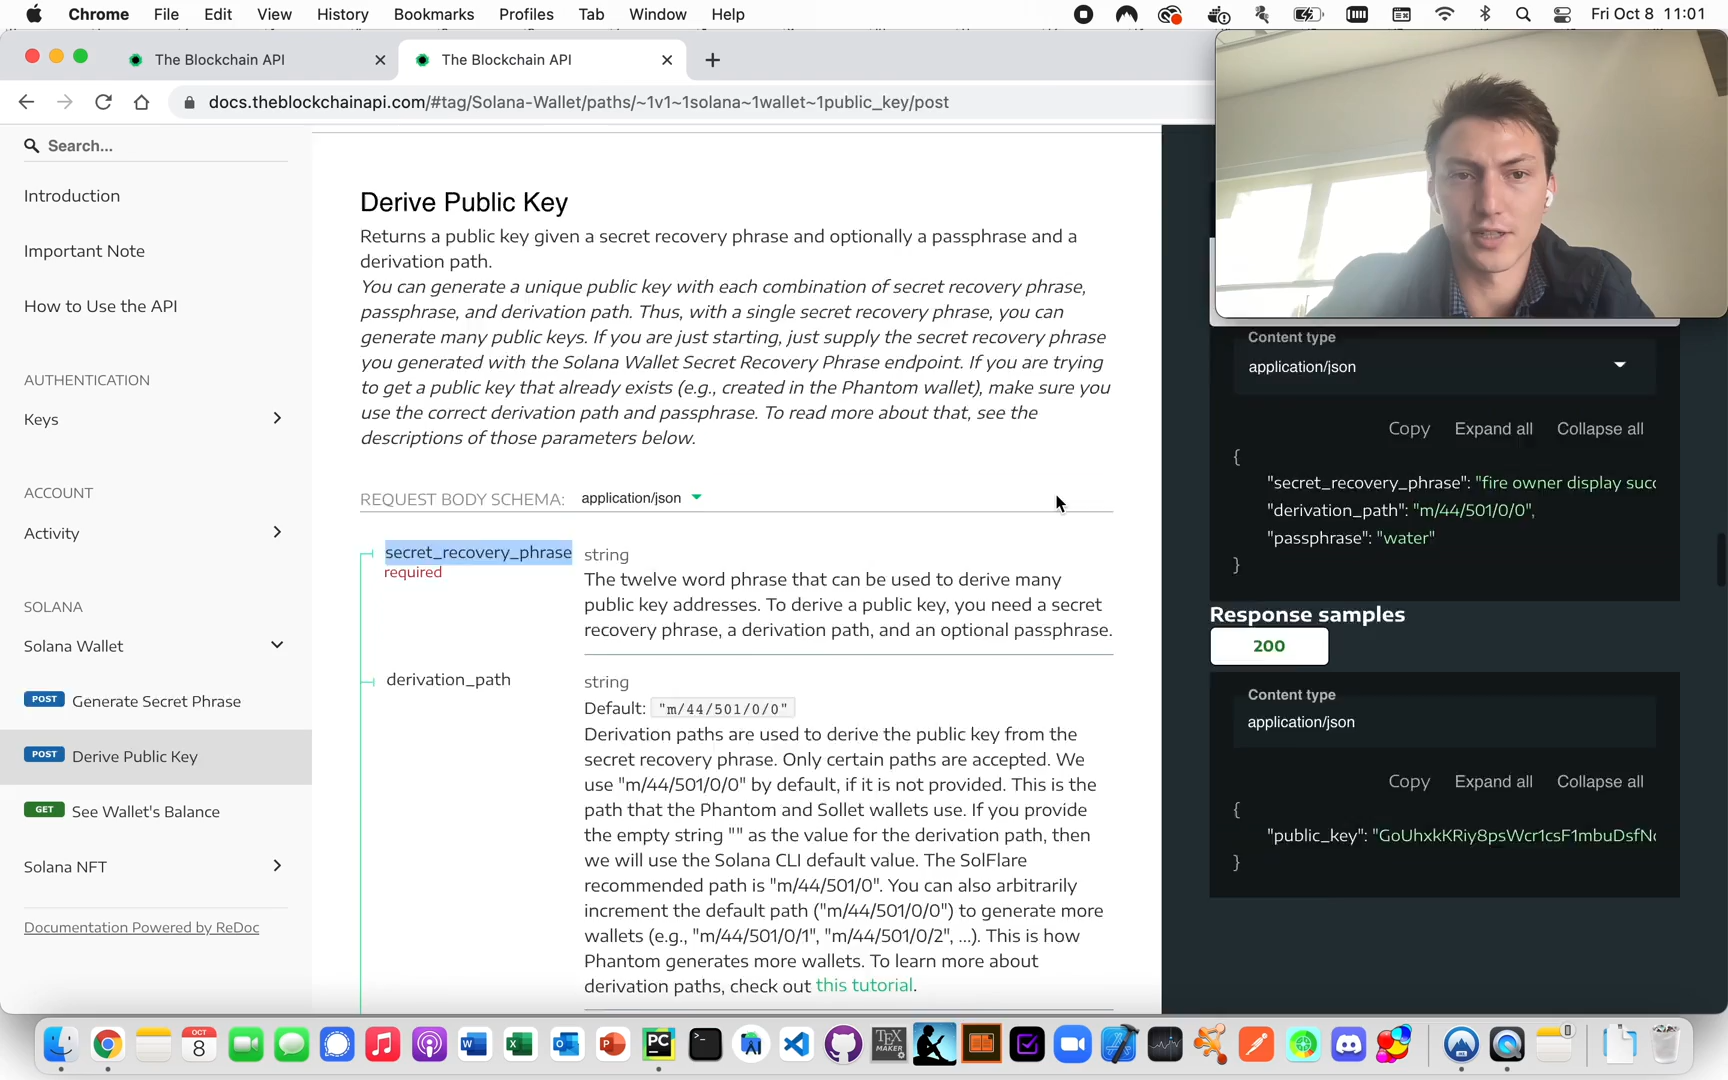 Chrome File Edit View History Bookmarks Profiles Tab Window Help Fri Oct 8 11:01
The Blockchain API
The Blockchain API
docs.theblockchainapi.com/#tag/Solana-Wallet/paths/~1v1~1solana~1wallet~1public_key/post
Search...
Introduction
Important Note
How to Use the API
AUTHENTICATION
Keys
ACCOUNT
Activity
SOLANA
Solana Wallet
POST Generate Secret Phrase
POST Derive Public Key
GET See Wallet's Balance
Solana NFT
Documentation Powered by ReDoc
Derive Public Key
Returns a public key given a secret recovery phrase and optionally a passphrase and a
derivation path.
You can generate a unique public key with each combination of secret recovery phrase,
passphrase, and derivation path. Thus, with a single secret recovery phrase, you can
generate many public keys. If you are just starting, just supply the secret recovery phrase
you generated with the Solana Wallet Secret Recovery Phrase endpoint. If you are trying
to get a public key that already exists (e.g., created in the Phantom wallet), make sure you
use the correct derivation path and passphrase. To read more about that, see the
descriptions of those parameters below.
REQUEST BODY SCHEMA: application/json
secret_recovery_phrase
required
string
The twelve word phrase that can be used to derive many
public key addresses. To derive a public key, you need a secret
recovery phrase, a derivation path, and an optional passphrase.
derivation_path
string
Default: "m/44/501/0/0"
Derivation paths are used to derive the public key from the
secret recovery phrase. Only certain paths are accepted. We
use "m/44/501/0/0" by default, if it is not provided. This is the
path that the Phantom and Sollet wallets use. If you provide
the empty string "" as the value for the derivation path, then
we will use the Solana CLI default value. The SolFlare
recommended path is "m/44/501/0". You can also arbitrarily
increment the default path ("m/44/501/0/0") to generate more
wallets (e.g., "m/44/501/0/1", "m/44/501/0/2", ...). This is how
Phantom generates more wallets. To learn more about
derivation paths, check out this tutorial.
Content type
application/json
Copy Expand all Collapse all
{
"secret_recovery_phrase": "fire owner display succ
"derivation_path": "m/44/501/0/0",
"passphrase": "water"
}
Response samples
200
Content type
application/json
Copy Expand all Collapse all
{
"public_key": "GoUhxkKRiy8psWcr1csF1mbuDsfN
}
OCT
8
PC
TEX
MAKER